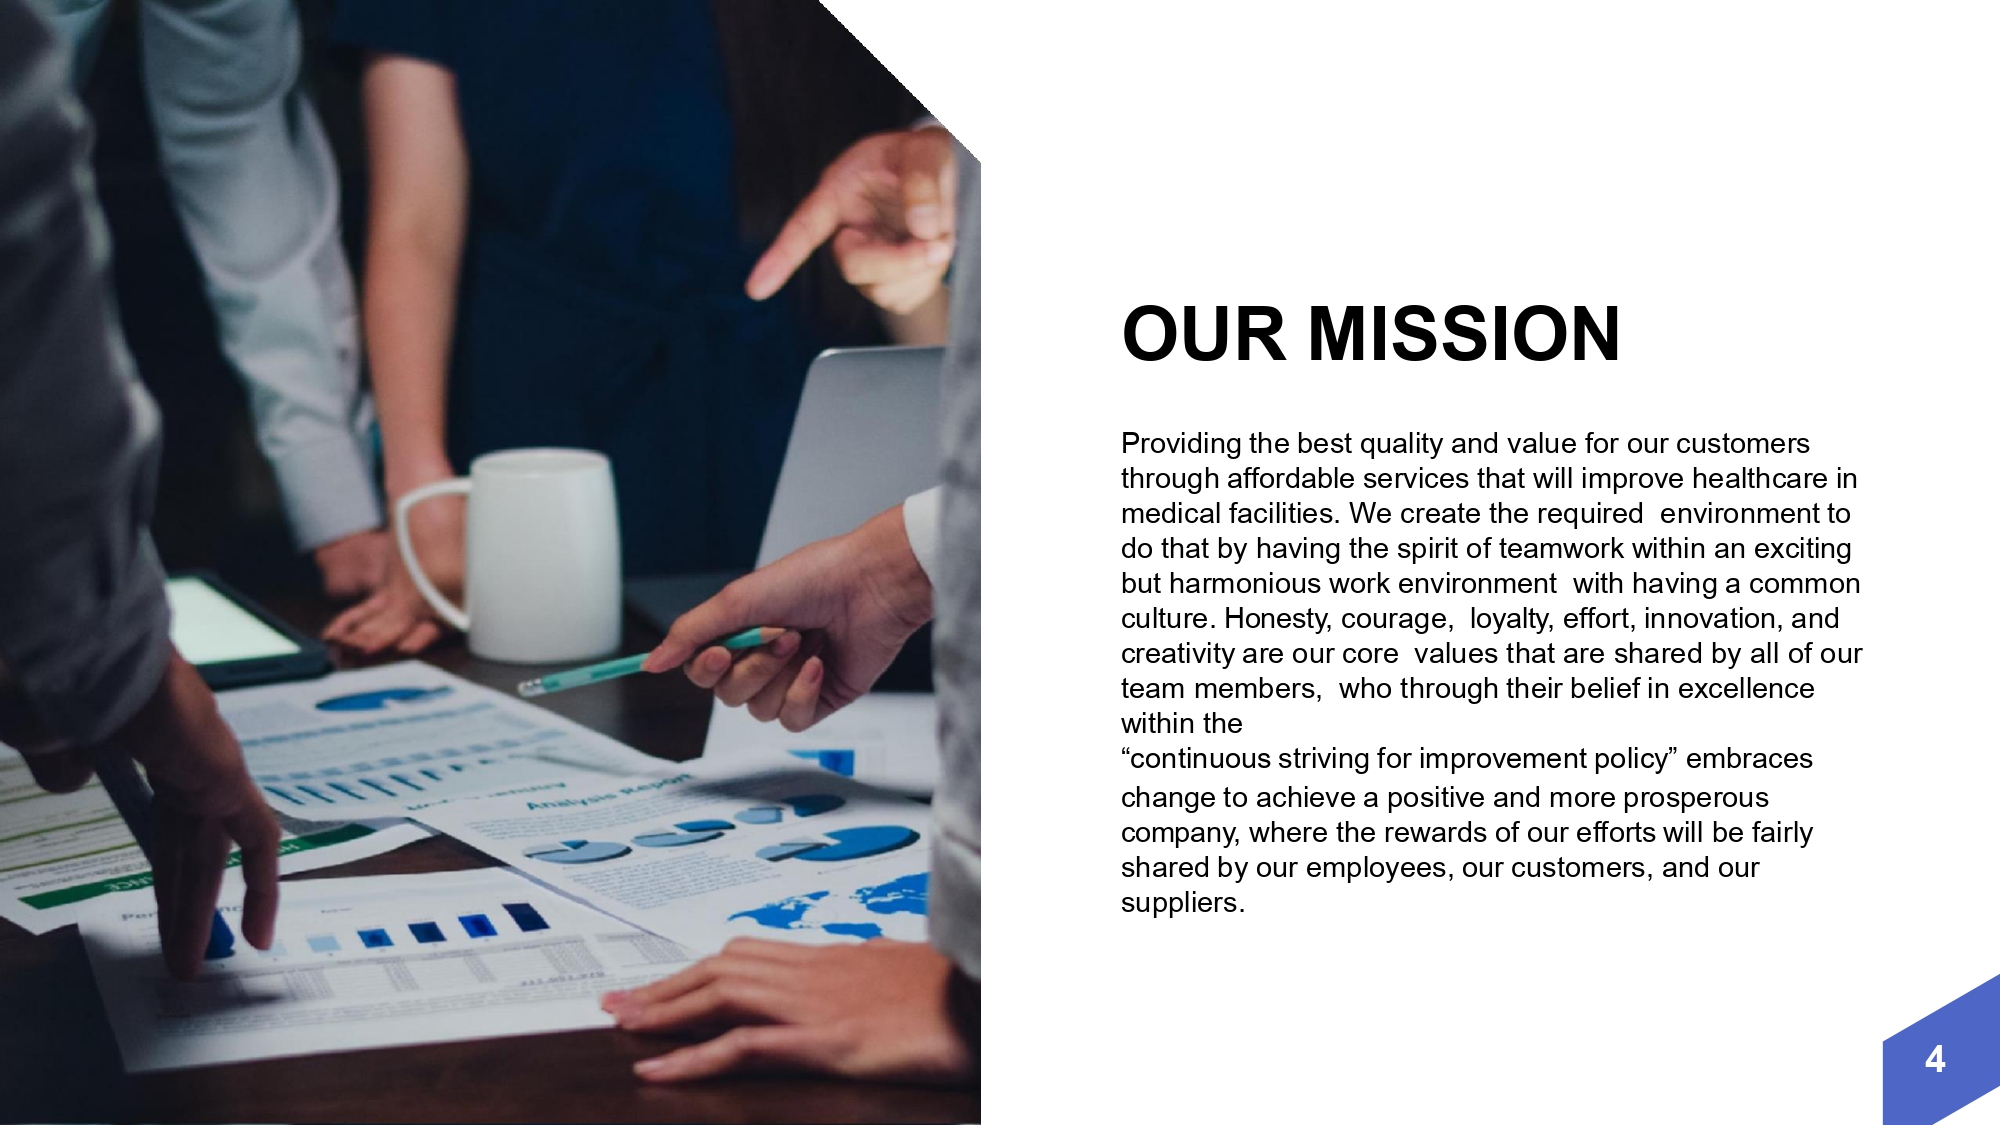 OUR MISSION
Providing the best quality and value for our customers
through affordable services that will improve healthcare in
medical facilities. We create the required  environment to
do that by having the spirit of teamwork within an exciting
but harmonious work environment  with having a common
culture. Honesty, courage,  loyalty, effort, innovation, and
creativity are our core  values that are shared by all of our
team members,  who through their belief in excellence
within the
“continuous striving for improvement policy” embraces
change to achieve a positive and more prosperous
company, where the rewards of our efforts will be fairly
shared by our employees, our customers, and our
suppliers.
Analysis Report
4